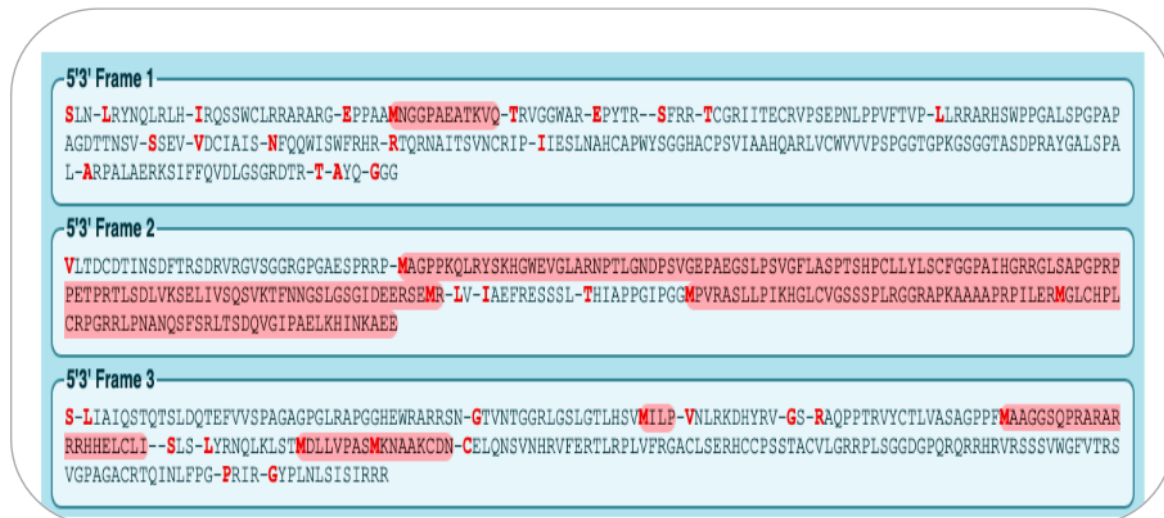 5'3' Frame 1
SLN-LRYNQLRLH-IRQSSWCLRRARARG-EPPAAMNGGPAEATKVQ-TRVGGWAR-EPYTR--SFRR-TCGRIITECRVPSEPNLPPVFTVP-LLRRARHSWPPGALSPGPAP
AGDTTNSV-SSEV-VDCIAIS-NFQQWISWFRHR-RTQRNAITSVNCRIP-IIESLNAHCAPWYSGGHACPSVIAAHQARLVCWVVVPSPGGTGPKGSGGTASDPRAYGALSPA
L-ARPALAERKSIFFQVDLGSGRDTR-T-AYQ-GGG
5'3' Frame 2
VLTDCDTINSDFTRSDRVRGVSGGRGPGAESPRRP-MAGPPKQLRYSKHGWEVGLARNPTLGNDPSVGEPAEGSLPSVGFLASPTSHPCLLYLSCFGGPAIHGRRGLSAPGPRP
PETPRTLSDLVKSELIVSQSVKTFNNGSLGSGIDEERSEMR-LV-IAEFRESSSL-THIAPPGIPGGMPVRASLLPIKHGLCVGSSSPLRGGRAPKAAAAPRPILERMGLCHPL
CRPGRRLPNANQSFSRLTSDQVGIPAELKHINKAEE
5'3' Frame 3
S-LIAIQSTQTSLDQTEFVVSPAGAGPGLRAPGGHEWRARRSN-GTVNTGGRLGSLGTLHSVMILP-VNLRKDHYRV-GS-RAQPPTRVYCTLVASAGPPFMAAGGSQPRARAR
RRHHELCLI--SLS-LYRNQLKLSTMDLLVPASMKNAAKCDN-CELQNSVNHRVFERTLRPLVFRGACLSERHCCPSSTACVLGRRPLSGGDGPQRQRRHRVRSSSVWGFVTRS
VGPAGACRTQINLFPG-PRIR-GYPLNLSISIRRR